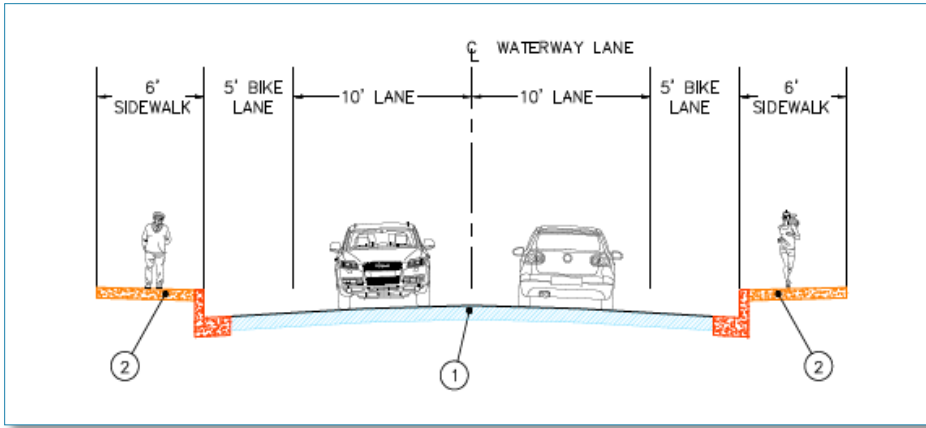 ℄ WATERWAY LANE
6'
SIDEWALK
5' BIKE
LANE
10' LANE
10' LANE
5' BIKE
LANE
6'
SIDEWALK
2
1
2